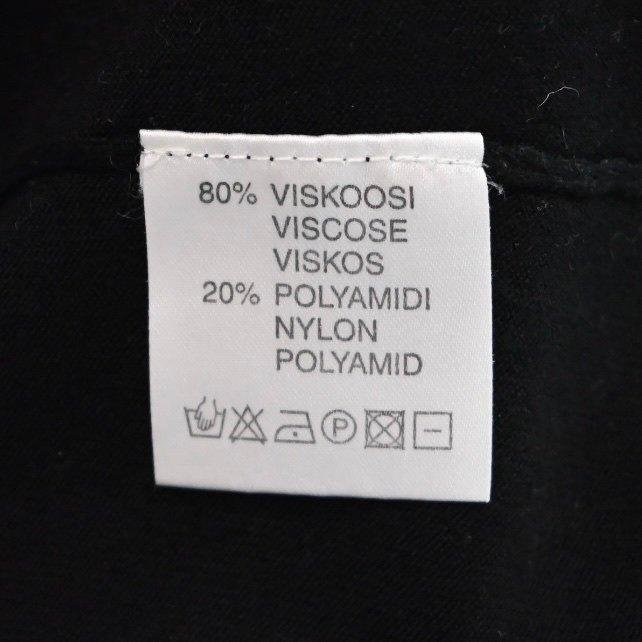 80% VISKOOSI
VISCOSE
VISKOS
20% POLYAMIDI
NYLON
POLYAMID
P